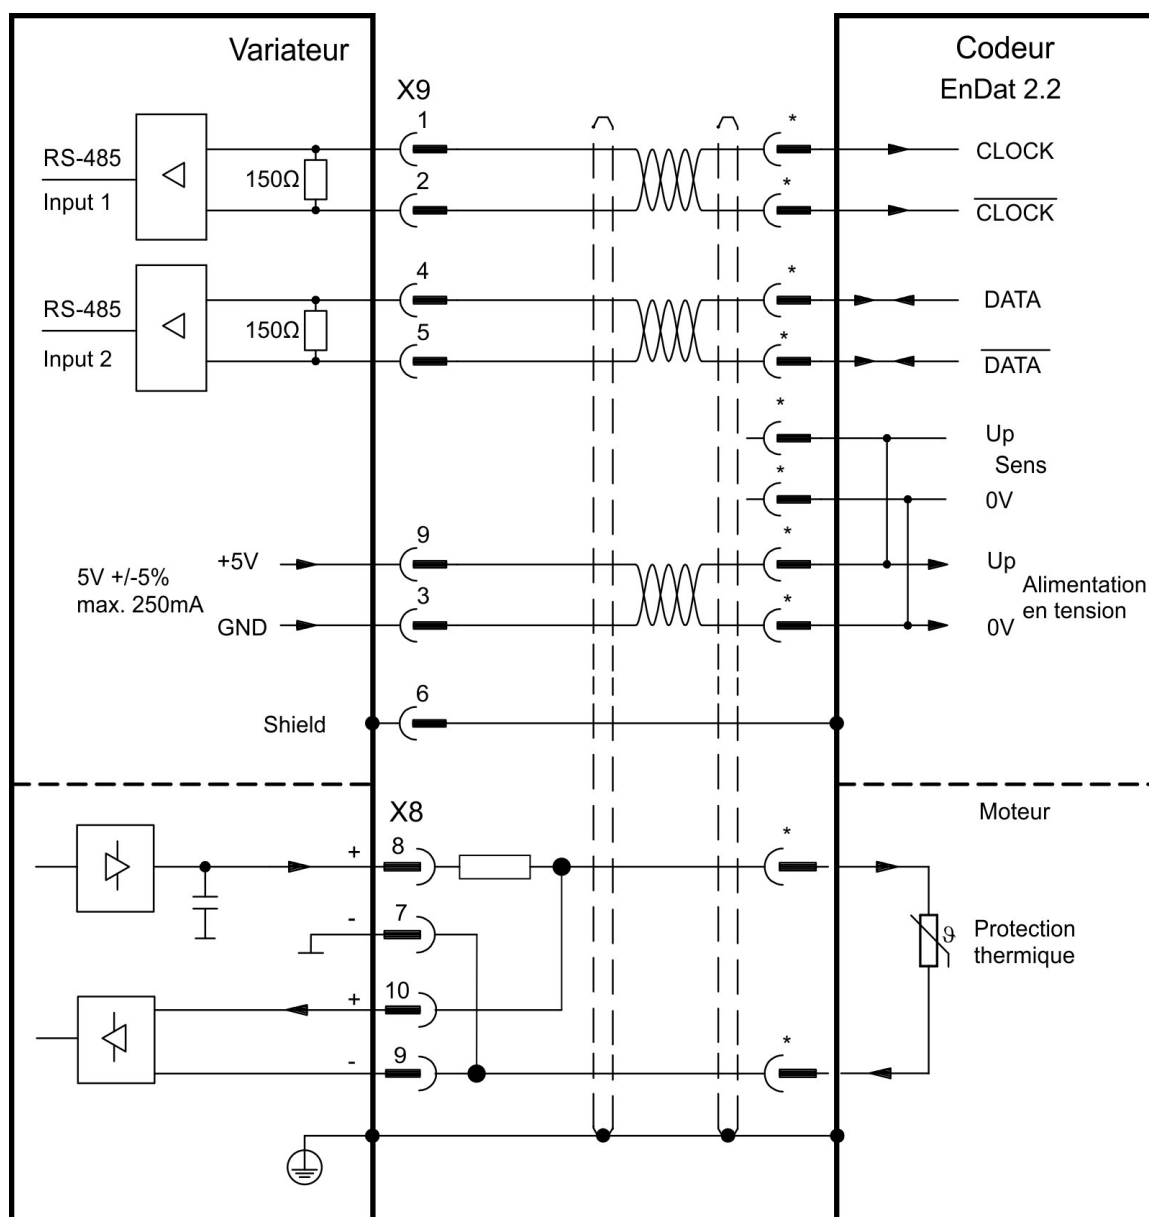 Variateur
Codeur
EnDat 2.2
X9
RS-485
Input 1
150Ω
1
2
*
*
CLOCK
CLOCK
RS-485
Input 2
150Ω
4
5
*
*
DATA
DATA
*
Up
Sens
*
0V
5V +/-5%
max. 250mA
+5V
GND
9
3
*
*
Up
Alimentation
en tension
0V
Shield
6
X8
Moteur
+
8
*
-
7
+
10
-
9
*
ϑ
Protection
thermique